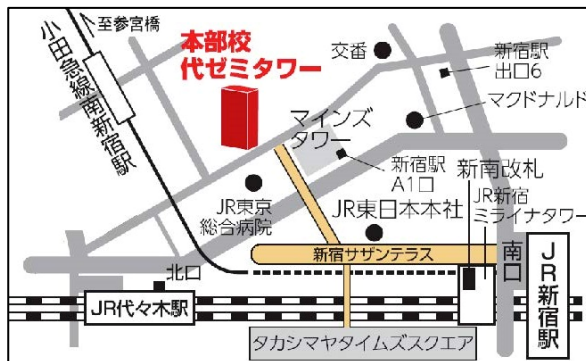 至参宮橋
小田急線南新宿駅
本部校
代ゼミタワー
交番
新宿駅
出口6
マクドナルド
マインズ
タワー
新宿駅
A1口
新南改札
JR新宿
ミライナタワー
JR東京
総合病院
JR東日本本社
新宿サザンテラス
南口
JR新宿駅
北口
JR代々木駅
タカシマヤタイムズスクエア